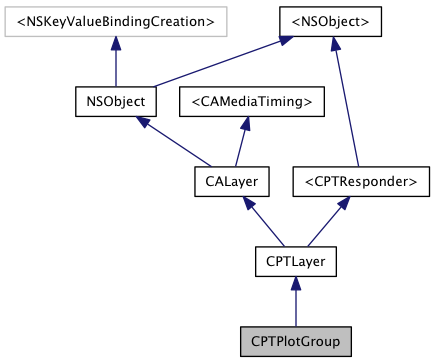 <NSKeyValueBindingCreation>
<NSObject>
NSObject
<CAMediaTiming>
CALayer
<CPTResponder>
CPTLayer
CPTPlotGroup